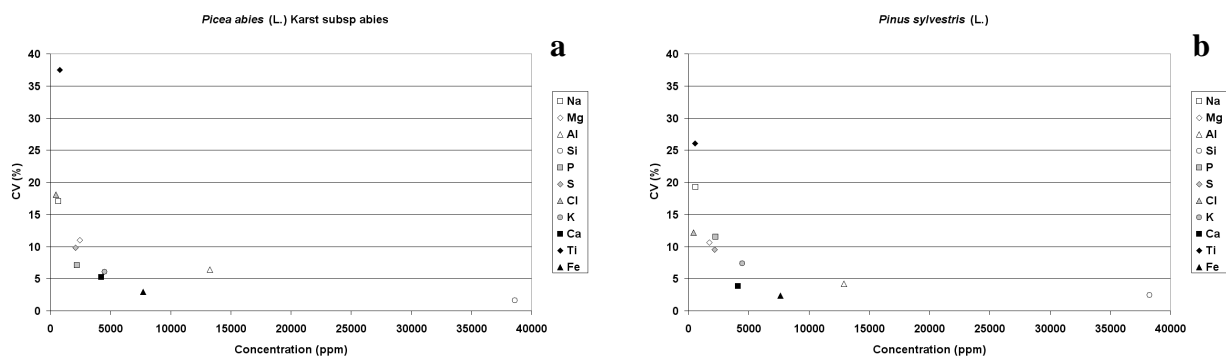 Picea abies (L.) Karst subsp abies
a
40
35
30
25
20
15
10
5
0
CV (%)
0 5000 10000 15000 20000 25000 30000 35000 40000
Concentration (ppm)
Na
Mg
Al
Si
P
S
Cl
K
Ca
Ti
Fe
Pinus sylvestris (L.)
b
40
35
30
25
20
15
10
5
0
CV (%)
0 5000 10000 15000 20000 25000 30000 35000 40000
Concentration (ppm)
Na
Mg
Al
Si
P
S
Cl
K
Ca
Ti
Fe